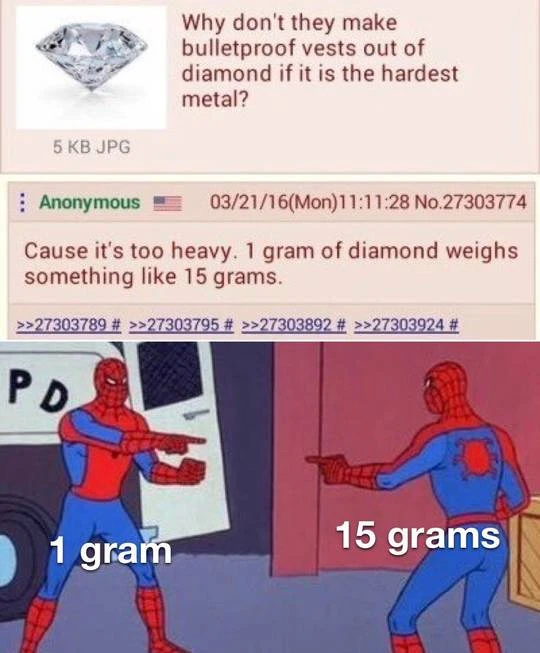 Why don't they make
bulletproof vests out of
diamond if it is the hardest
metal?
5 KB JPG
Anonymous 03/21/16(Mon)11:11:28 No.27303774
Cause it's too heavy. 1 gram of diamond weighs
something like 15 grams.
>>27303789 # >>27303795 # >>27303892 # >>27303924 #
PD
1 gram
15 grams